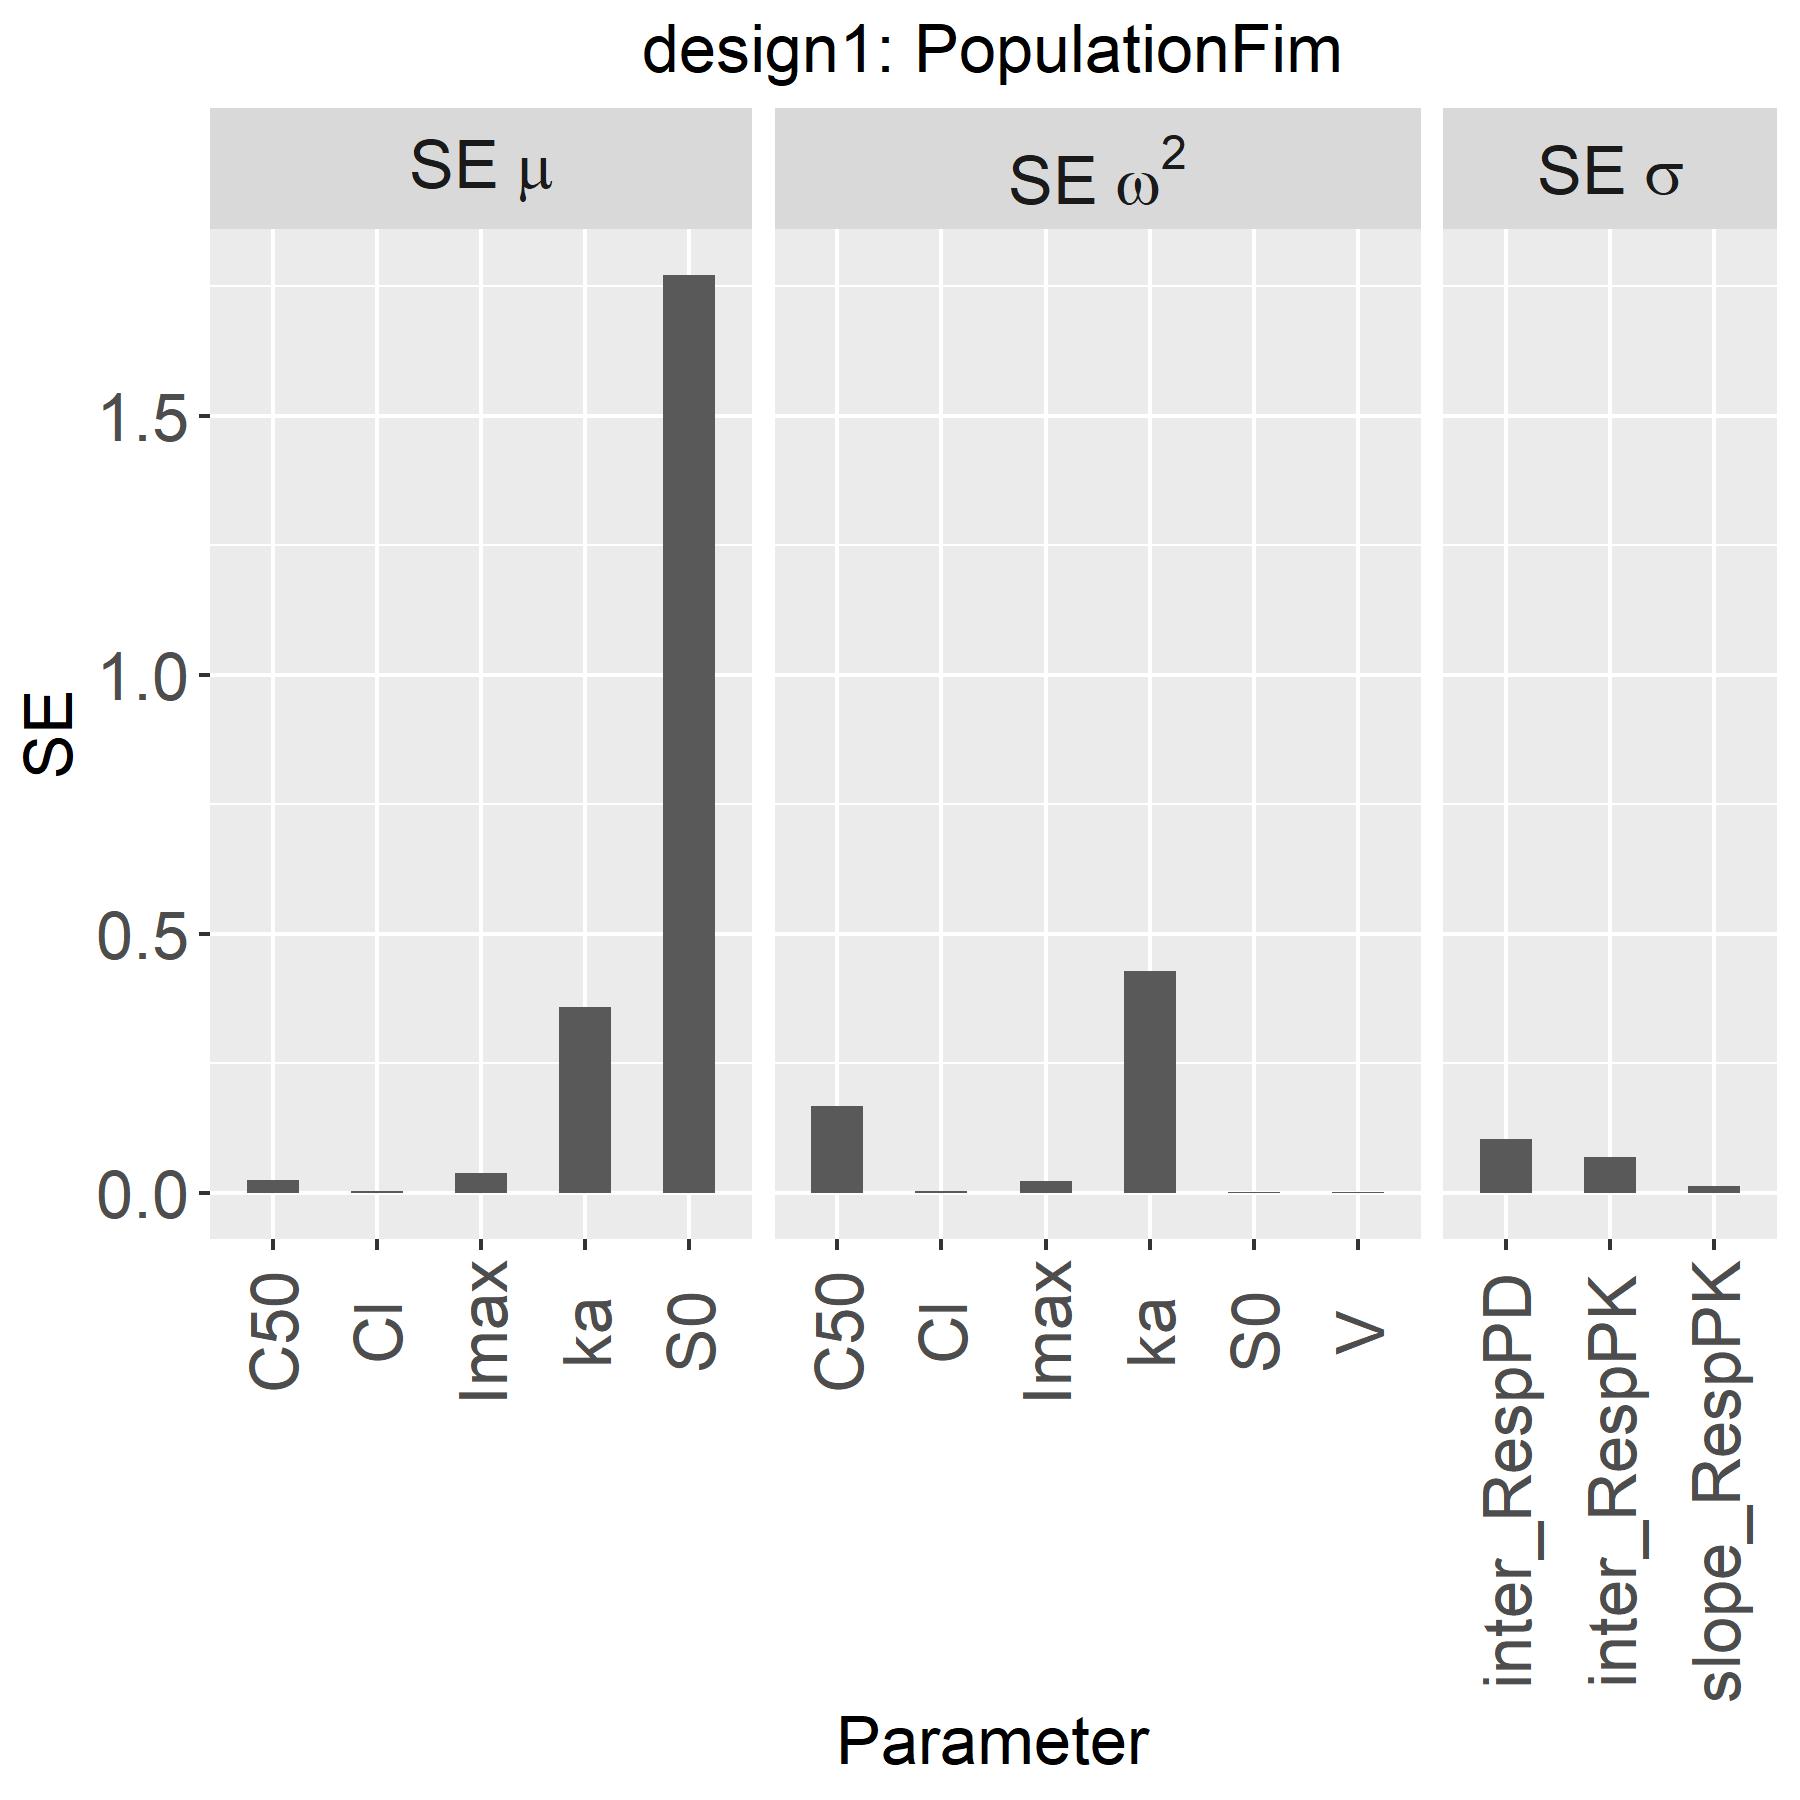 design1: PopulationFim
SE μ
SE ω²
SE σ
SE
1.5
1.0
0.5
0.0
C50
Cl
Imax
ka
S0
C50
Cl
Imax
ka
S0
V
inter_RespPD
inter_RespPK
slope_RespPK
Parameter